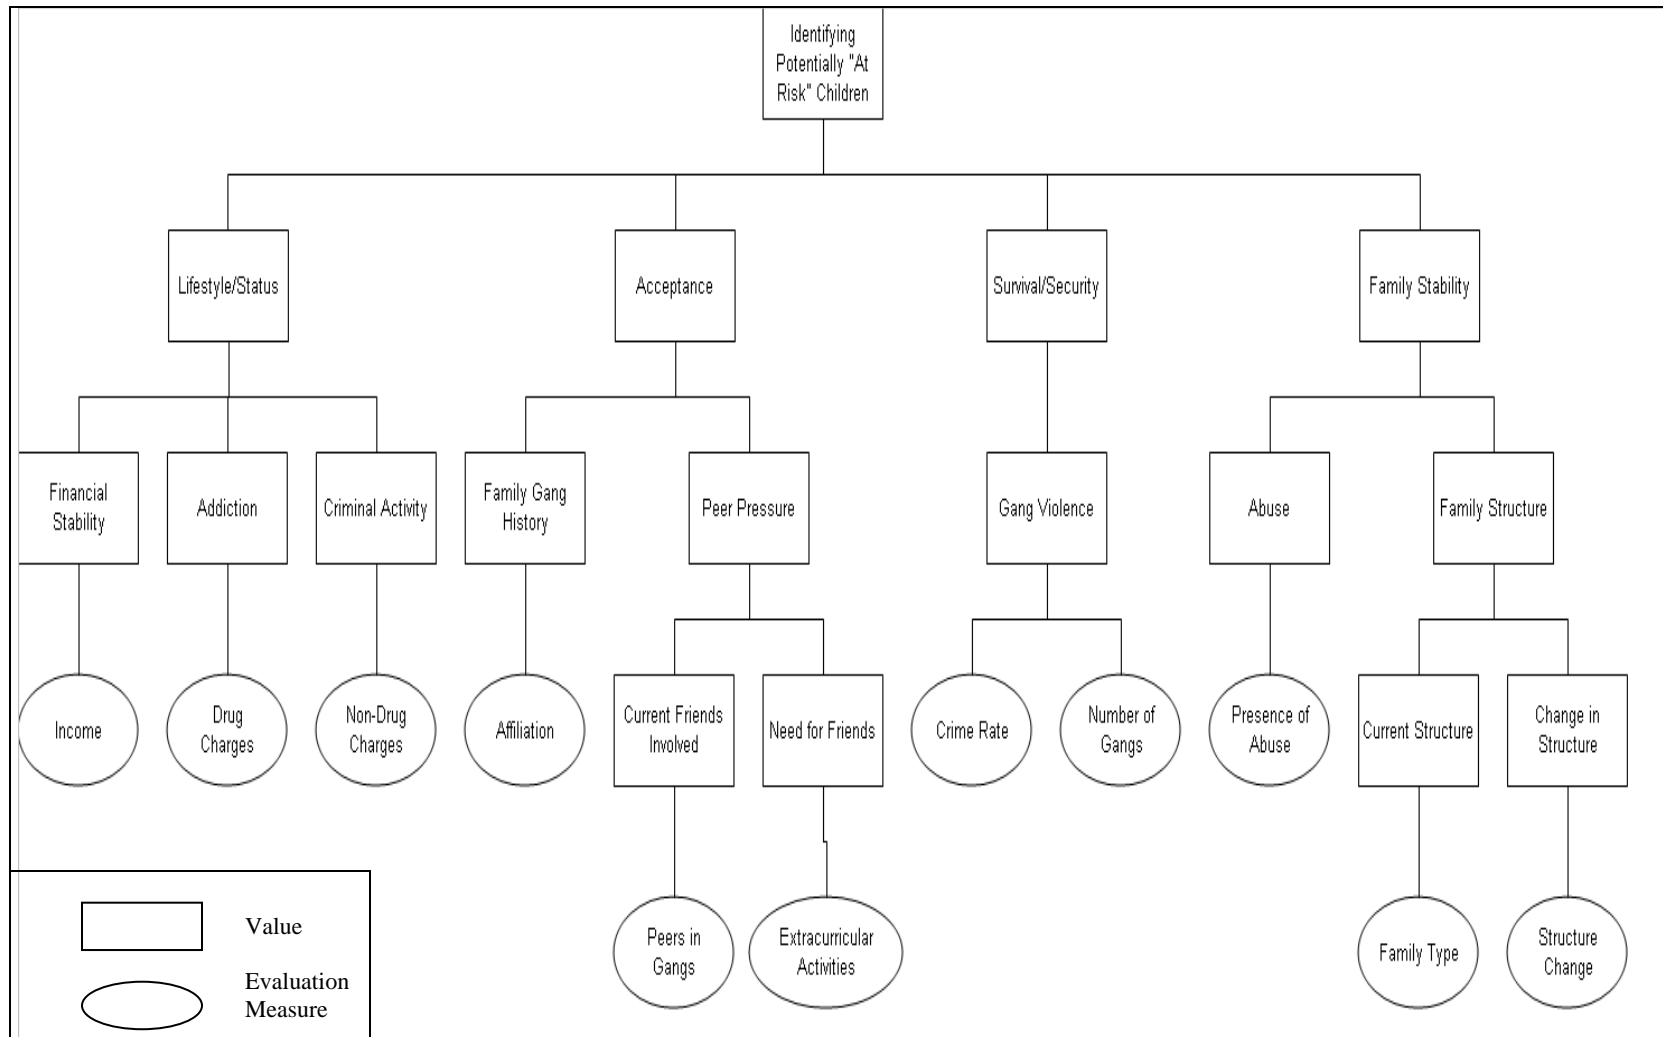 Identifying
Potentially "At
Risk" Children
Lifestyle/Status
Acceptance
Survival/Security
Family Stability
Financial
Stability
Addiction
Criminal Activity
Family Gang
History
Peer Pressure
Gang Violence
Abuse
Family Structure
Income
Drug
Charges
Non-Drug
Charges
Affiliation
Current Friends
Involved
Need for Friends
Crime Rate
Number of
Gangs
Presence of
Abuse
Current Structure
Change in
Structure
Peers in
Gangs
Extracurricular
Activities
Family Type
Structure
Change
Value
Evaluation
Measure